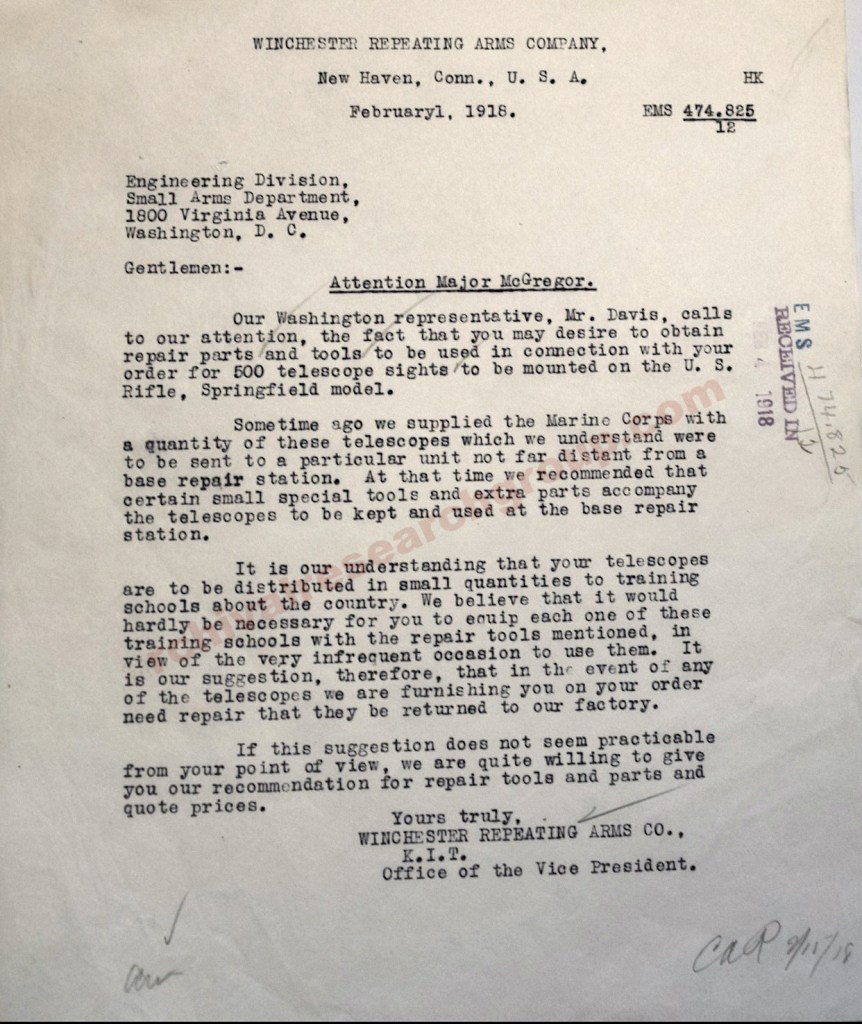 WINCHESTER REPEATING ARMS COMPANY,
New Haven, Conn., U. S. A.
HK
February1, 1918.
EMS 474.825
12
Engineering Division,
Small Arms Department,
1800 Virginia Avenue,
Washington, D. C.
Gentlemen:-
Attention Major McGregor.
Our Washington representative, Mr. Davis, calls
to our attention, the fact that you may desire to obtain
repair parts and tools to be used in connection with your
order for 500 telescope sights to be mounted on the U. S.
Rifle, Springfield model.
Sometime ago we supplied the Marine Corps with
a quantity of these telescopes which we understand were
to be sent to a particular unit not far distant from a
base repair station. At that time we recommended that
certain small special tools and extra parts accompany
the telescopes to be kept and used at the base repair
station.
It is our understanding that your telescopes
are to be distributed in small quantities to training
schools about the country. We believe that it would
hardly be necessary for you to equip each one of these
training schools with the repair tools mentioned, in
view of the very infrequent occasion to use them. It
is our suggestion, therefore, that in the event of any
of the telescopes we are furnishing you on your order
need repair that they be returned to our factory.
If this suggestion does not seem practicable
from your point of view, we are quite willing to give
you our recommendation for repair tools and parts and
quote prices.
Yours truly,
WINCHESTER REPEATING ARMS CO.,
K.I.T.
Office of the Vice President.
EMS
RECEIVED IN
1918
474.825
12
CAR